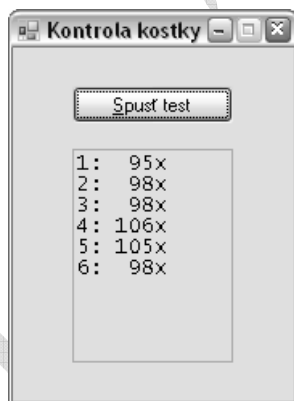 Kontrola kostky
Spusť test
1:  95x
2:  98x
3:  98x
4: 106x
5: 105x
6:  98x